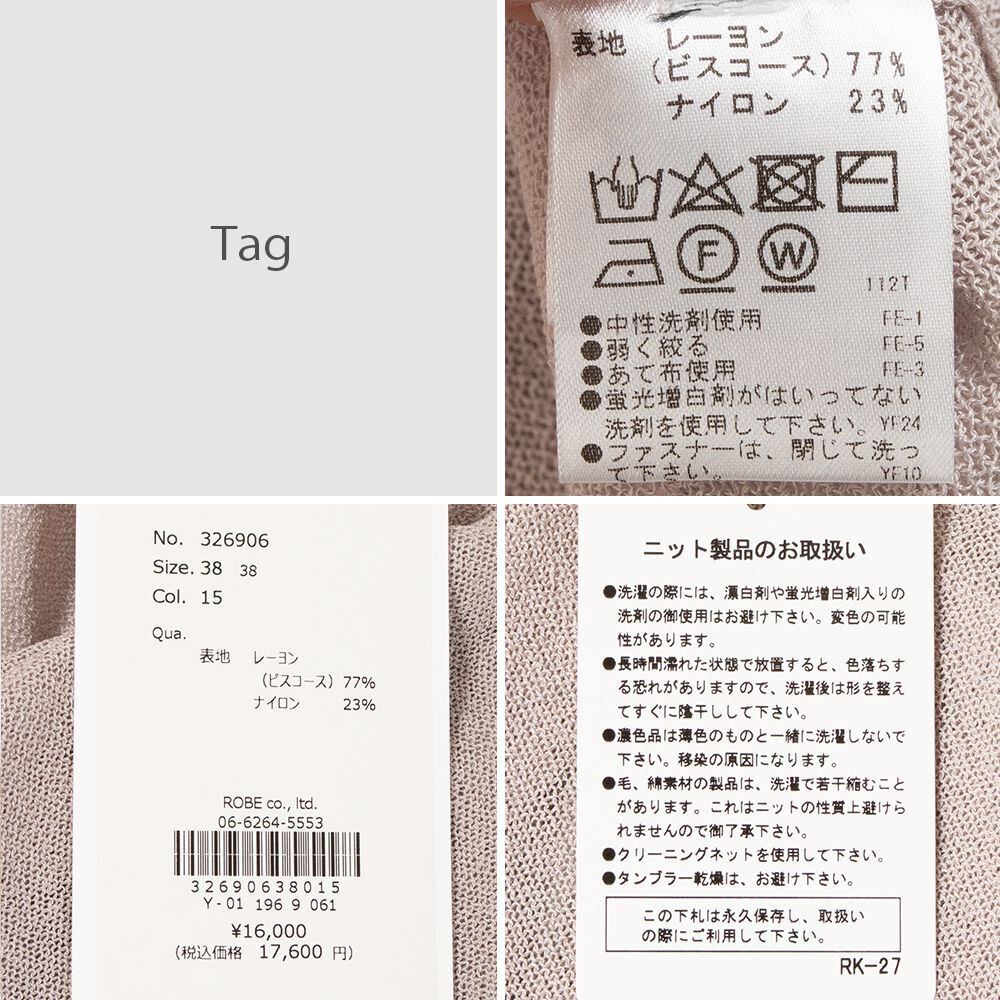 Tag
表地 レーヨン
(ビスコース) 77%
ナイロン 23%
F W
112T
●中性洗剤使用 FE-1
●弱く絞る FE-5
●あて布使用 FE-3
●蛍光増白剤がはいってない
洗剤を使用して下さい。YF24
●ファスナーは、閉じて洗っ
て下さい。 YF10
No. 326906
Size. 38 38
Col. 15
Qua.
表地 レーヨン
(ビスコース) 77%
ナイロン 23%
ROBE co., ltd.
06-6264-5553
32690638015
Y-01 196 9 061
¥16,000
(税込価格 17,600 円)
ニット製品のお取扱い
●洗濯の際には、漂白剤や蛍光増白剤入りの
洗剤の御使用はお避け下さい。変色の可能
性があります。
●長時間濡れた状態で放置すると、色落ちす
る恐れがありますので、洗濯後は形を整え
てすぐに陰干しして下さい。
●濃色品は薄色のものと一緒に洗濯しないで
下さい。移染の原因になります。
●毛、綿素材の製品は、洗濯で若干縮むこと
があります。これはニットの性質上避けら
れませんので御了承下さい。
●クリーニングネットを使用して下さい。
●タンブラー乾燥は、お避け下さい。
この下札は永久保存し、取扱い
の際にご利用して下さい。
RK-27